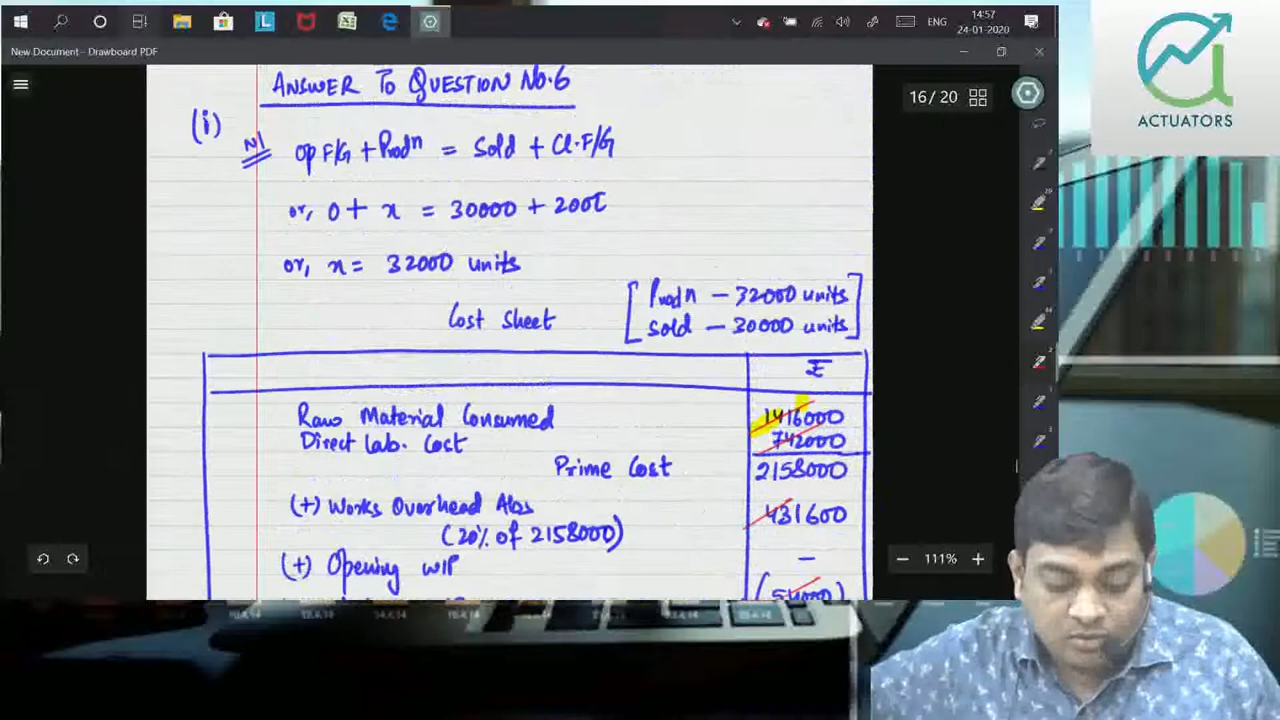 ENG
14:57
24-01-2020
New Document - Drawboard PDF
ACTUATORS
16/20
ANSWER TO QUESTION NO.6
(i)
N1
Op F/G + Prodn = Sold + Cl. F/G
or, 0 + x = 30000 + 2000
or, x = 32000 units
Cost Sheet
Prodn – 32000 units
Sold – 30000 units
₹
Raw Material Consumed 1416000
Direct Lab. Cost 742000
Prime Cost 2158000
(+) Works Overhead Abs 431600
(20% of 2158000)
(+) Opening WIP –
(54000)
111%